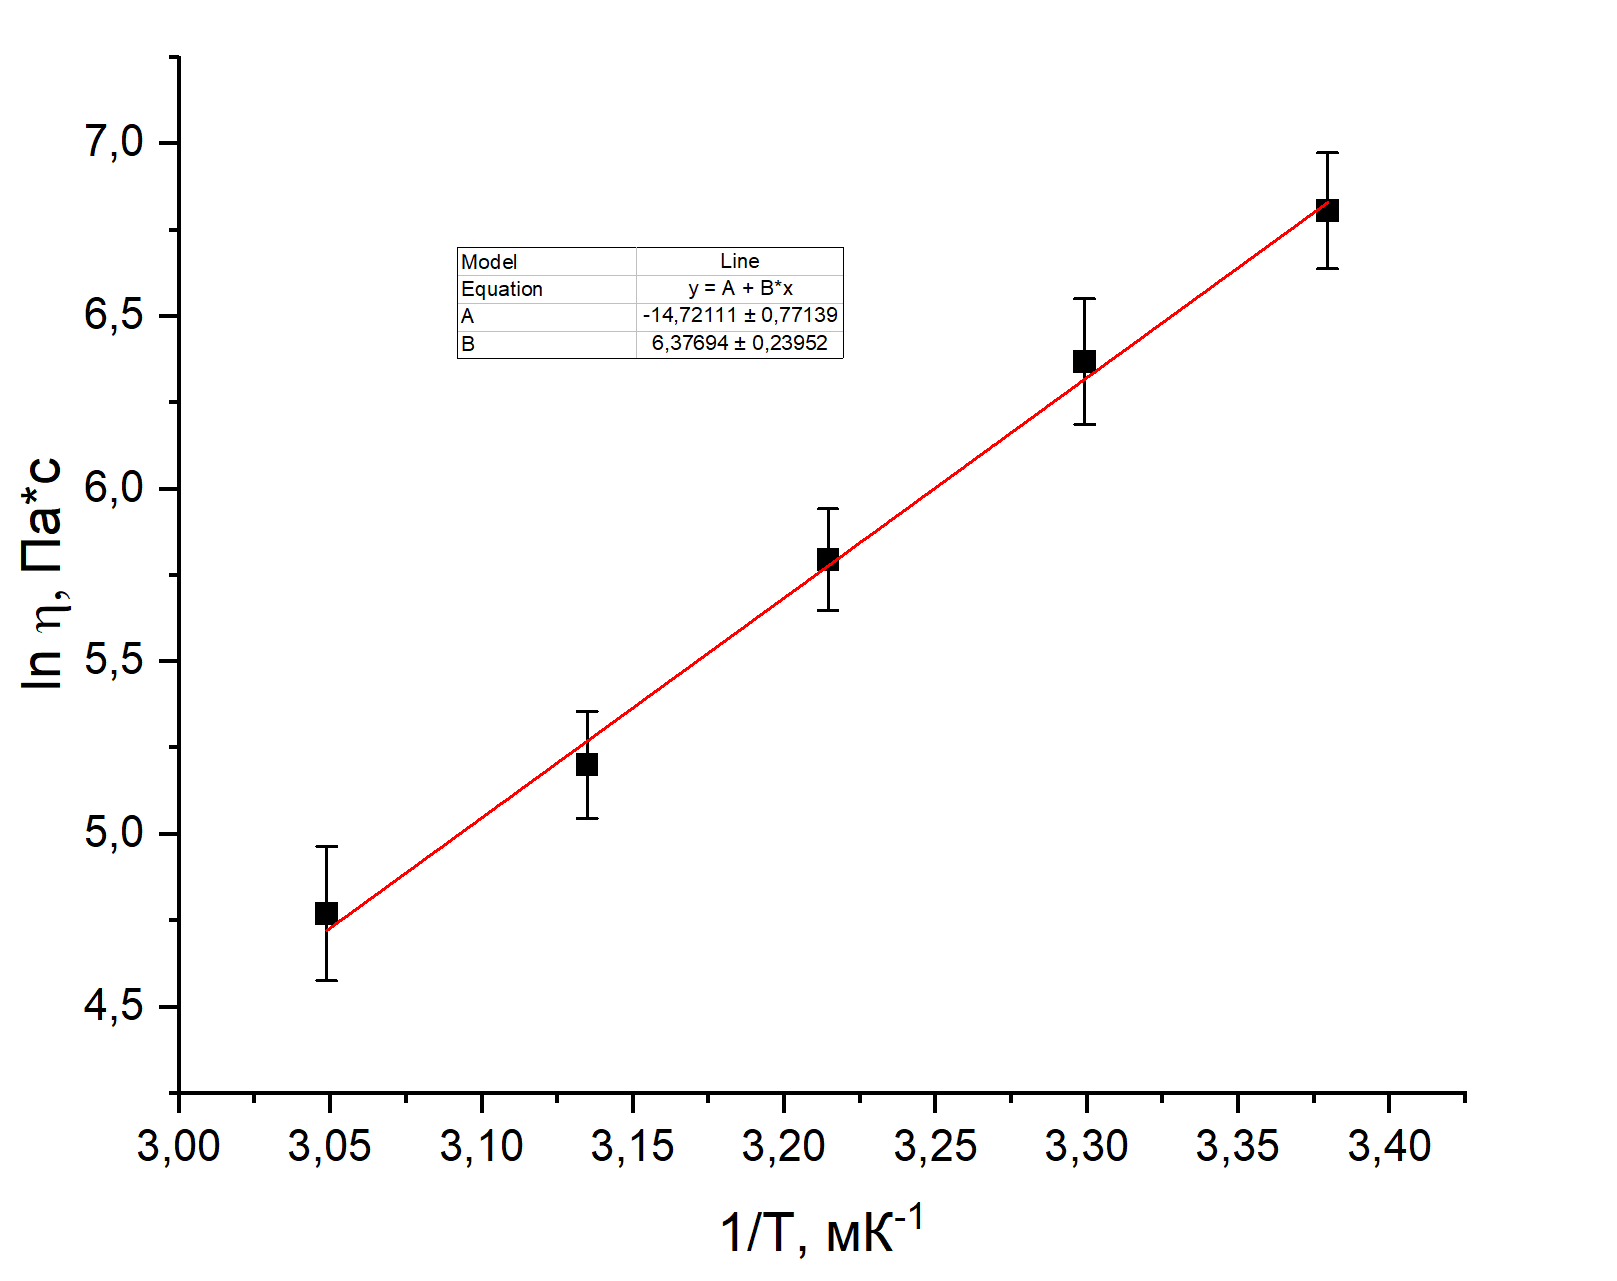 7,0
6,5
6,0
5,5
5,0
4,5
ln η, Па*с
Model Line
Equation y = A + B*x
A -14,72111 ± 0,77139
B 6,37694 ± 0,23952
3,00 3,05 3,10 3,15 3,20 3,25 3,30 3,35 3,40
1/T, мК⁻¹